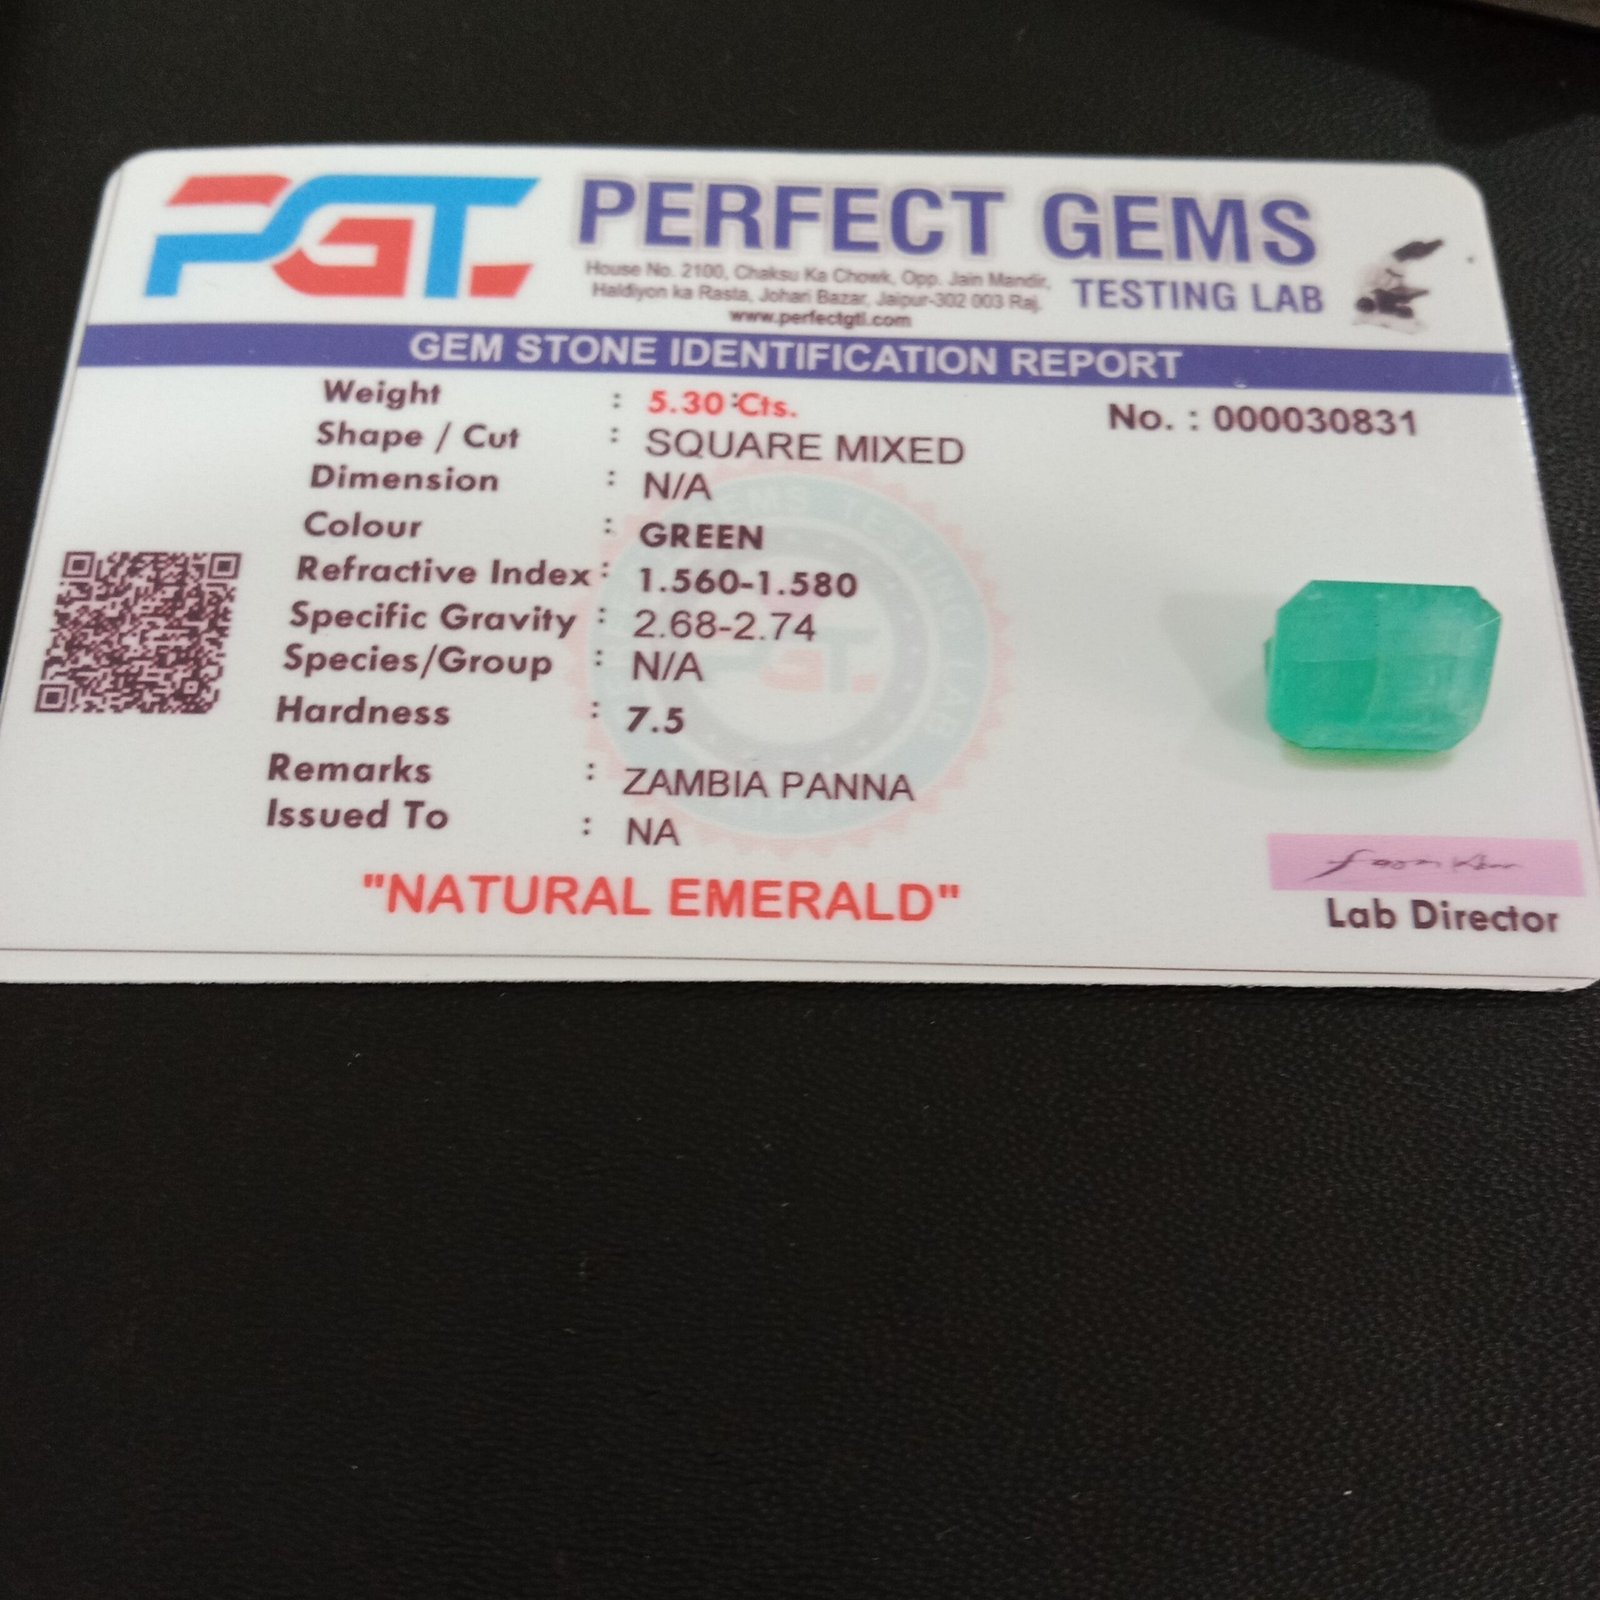 PGT.
PERFECT GEMS
House No. 2100, Chaksu Ka Chowk, Opp. Jain Mandir,
Haldiyon ka Rasta, Johari Bazar, Jaipur-302 003 Raj.
TESTING LAB
www.perfectgtl.com
GEM STONE IDENTIFICATION REPORT
No. : 000030831
Weight : 5.30 Cts.
Shape / Cut : SQUARE MIXED
Dimension : N/A
Colour : GREEN
Refractive Index : 1.560-1.580
Specific Gravity : 2.68-2.74
Species/Group : N/A
Hardness : 7.5
Remarks : ZAMBIA PANNA
Issued To : NA
"NATURAL EMERALD"
Lab Director